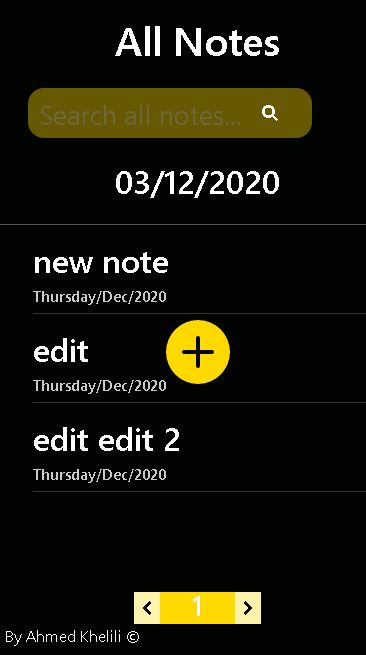 All Notes
Search all notes...
03/12/2020
new note
Thursday/Dec/2020
edit
Thursday/Dec/2020
edit edit 2
Thursday/Dec/2020
1
By Ahmed Khelili ©